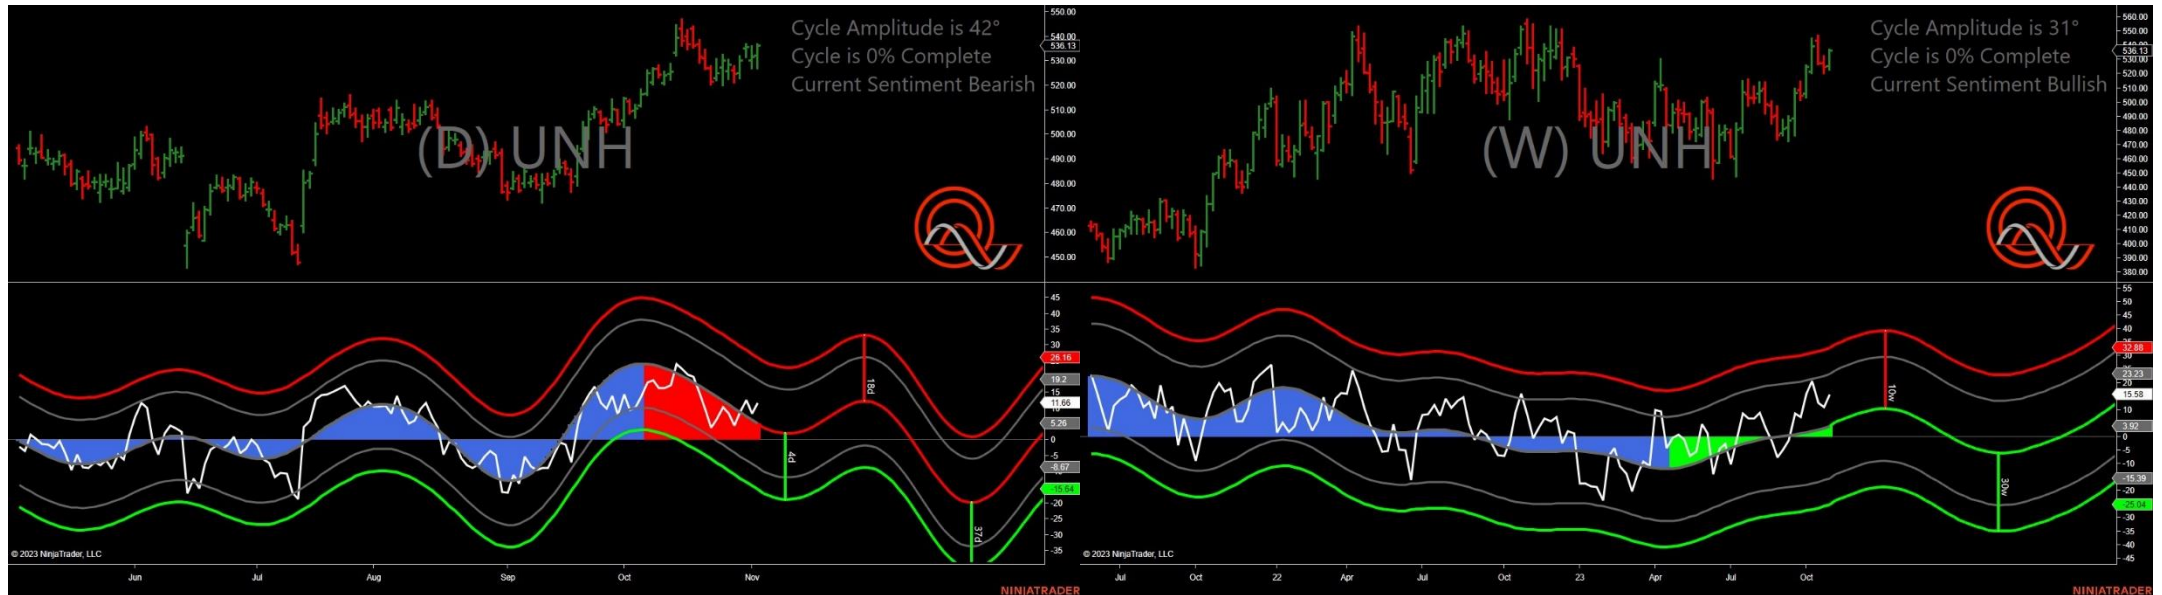 Cycle Amplitude is 42°
Cycle is 0% Complete
Current Sentiment Bearish
(D) UNH
550.00
540.00
536.13
530.00
520.00
510.00
500.00
490.00
480.00
470.00
460.00
450.00
45
40
35
30
26.16
19.2
15
11.66
5.26
0
-5
-8.67
-15.64
-20
-25
-30
-35
18d
4d
37d
© 2023 NinjaTrader, LLC
Jun
Jul
Aug
Sep
Oct
Nov
NINJATRADER
Cycle Amplitude is 31°
Cycle is 0% Complete
Current Sentiment Bullish
(W) UNH
560.00
536.13
530.00
520.00
510.00
500.00
490.00
480.00
470.00
460.00
450.00
440.00
430.00
420.00
410.00
400.00
390.00
380.00
55
50
45
40
35
32.88
30
23.23
20
15.58
10
3.92
0
-5
-10
-15.39
-20
-25.04
-30
-35
-40
-45
10w
30w
© 2023 NinjaTrader, LLC
Jul
Oct
22
Apr
Jul
Oct
23
Apr
Jul
Oct
NINJATRADER